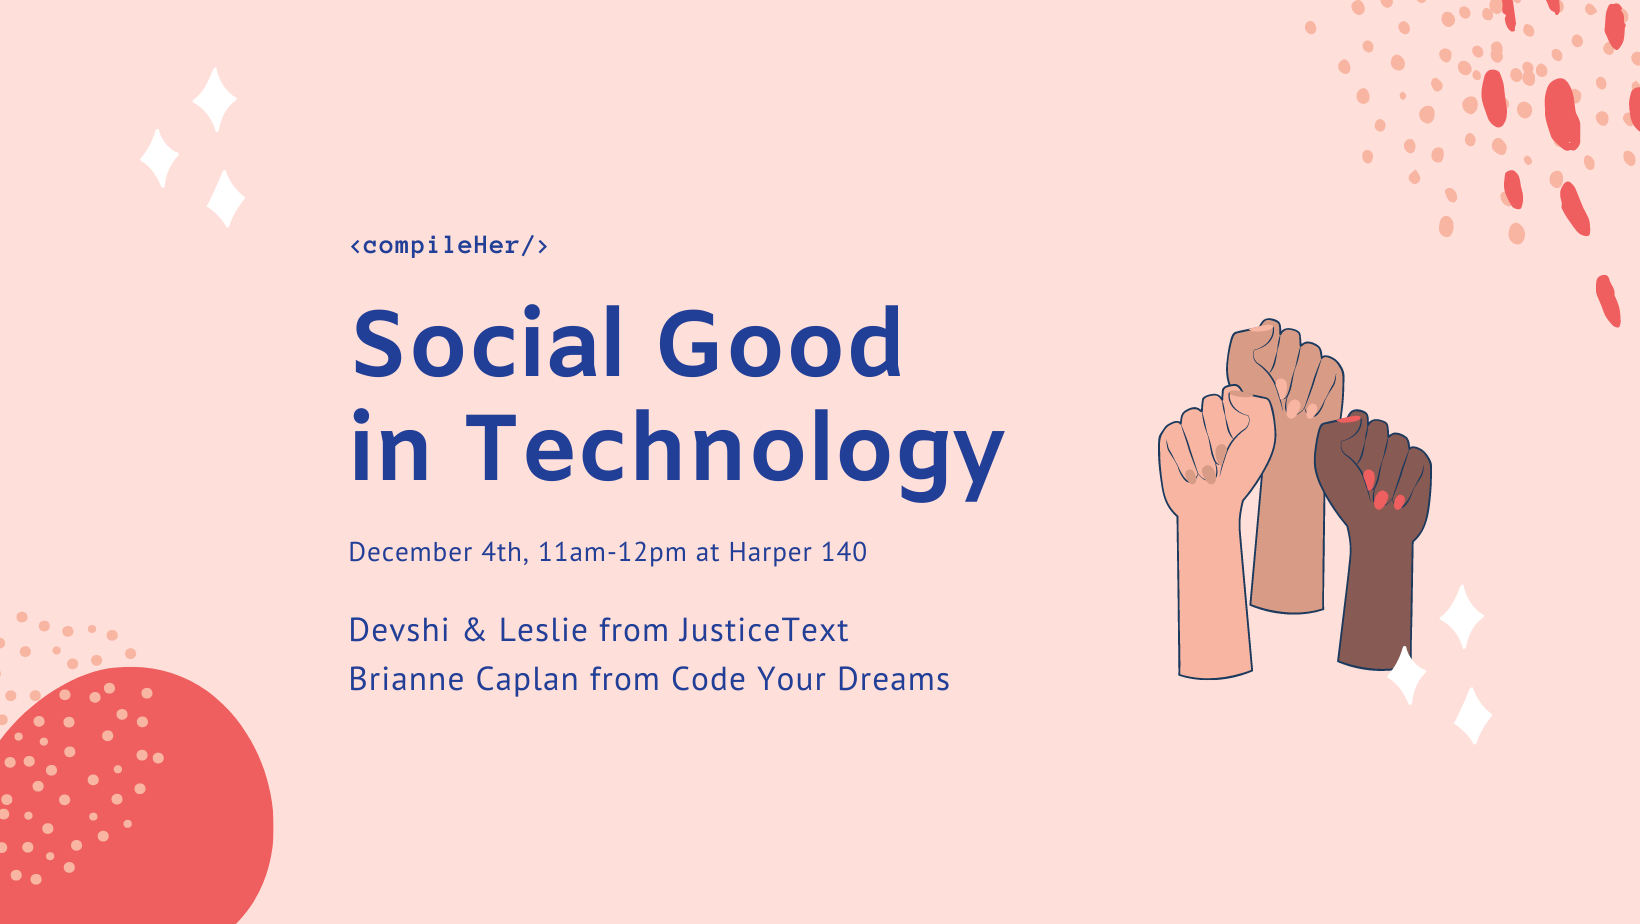 <compileHer/>
Social Good
in Technology
December 4th, 11am-12pm at Harper 140
Devshi & Leslie from JusticeText
Brianne Caplan from Code Your Dreams